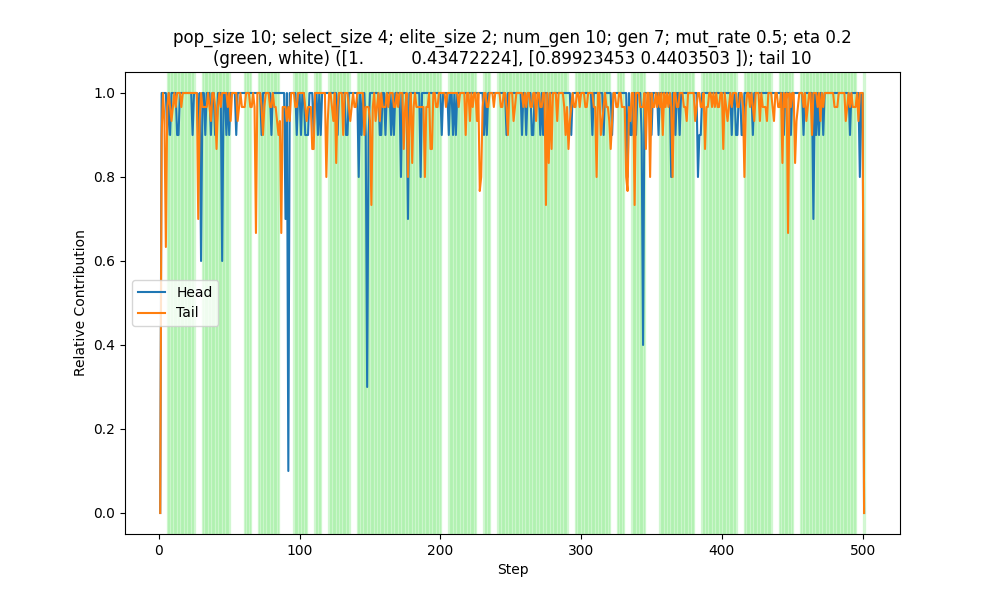 pop_size 10; select_size 4; elite_size 2; num_gen 10; gen 7; mut_rate 0.5; eta 0.2
(green, white) ([1.         0.43472224], [0.89923453 0.4403503 ]); tail 10
1.0
0.8
0.6
0.4
0.2
0.0
Relative Contribution
Head
Tail
0
100
200
300
400
500
Step